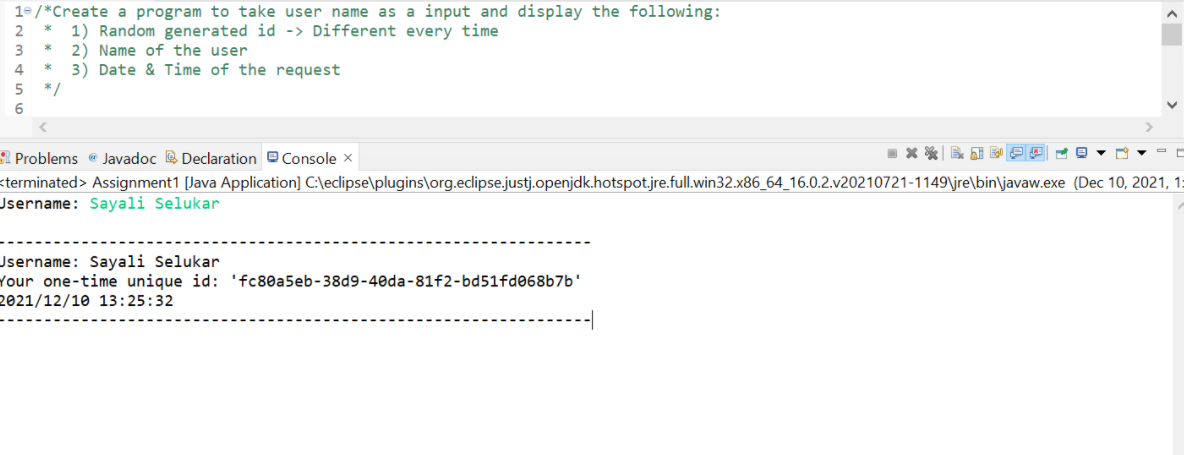 1 /*Create a program to take user name as a input and display the following:
2 * 1) Random generated id -> Different every time
3 * 2) Name of the user
4 * 3) Date & Time of the request
5 */
6
Problems @ Javadoc Declaration Console ×
<terminated> Assignment1 [Java Application] C:\eclipse\plugins\org.eclipse.justj.openjdk.hotspot.jre.full.win32.x86_64_16.0.2.v20210721-1149\jre\bin\javaw.exe (Dec 10, 2021, 1:
Username: Sayali Selukar
-----------------------------------------------------------------
Username: Sayali Selukar
Your one-time unique id: 'fc80a5eb-38d9-40da-81f2-bd51fd068b7b'
2021/12/10 13:25:32
-----------------------------------------------------------------